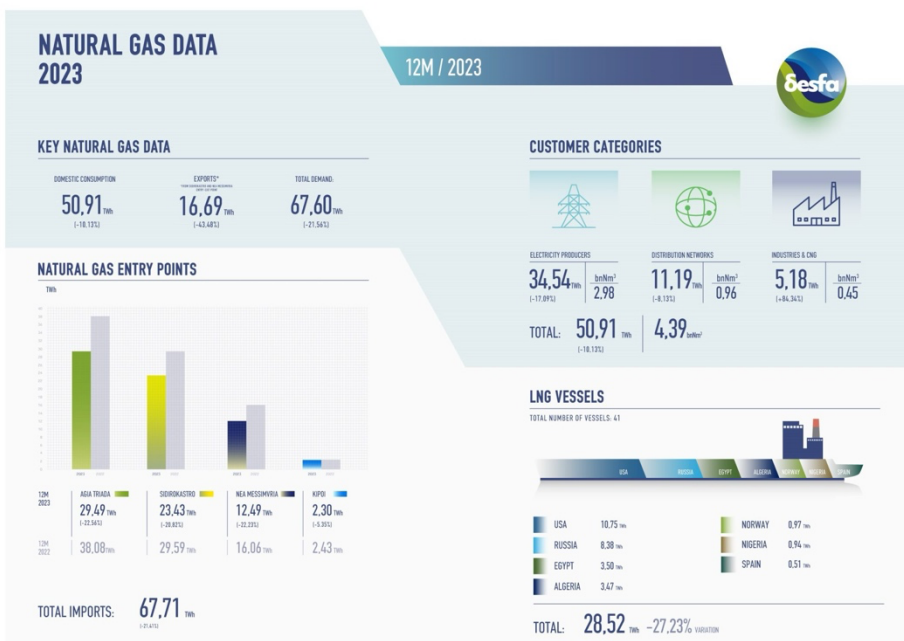 NATURAL GAS DATA
2023
12M / 2023
δesfa
KEY NATURAL GAS DATA
DOMESTIC CONSUMPTION
50,91 TWh
(-10,13%)
EXPORTS*
16,69 TWh
(-43,48%)
TOTAL DEMAND:
67,60 TWh
(-21,56%)
CUSTOMER CATEGORIES
ELECTRICITY PRODUCERS
34,54 TWh
(-17,09%)
bnNm³
2,98
DISTRIBUTION NETWORKS
11,19 TWh
(-8,13%)
bnNm³
0,96
INDUSTRIES & CNG
5,18 TWh
(+84,34%)
bnNm³
0,45
TOTAL: 50,91 TWh 4,39 bnNm³
(-10,13%)
NATURAL GAS ENTRY POINTS
TWh
12M
2023
AGIA TRIADA
29,49 TWh
(-22,56%)
SIDIROKASTRO
23,43 TWh
(-20,82%)
NEA MESSIMVRIA
12,49 TWh
(-22,23%)
KIPOI
2,30 TWh
(-5,35%)
12M
2022
38,08 TWh
29,59 TWh
16,06 TWh
2,43 TWh
TOTAL IMPORTS: 67,71 TWh
LNG VESSELS
TOTAL NUMBER OF VESSELS: 41
USA RUSSIA EGYPT ALGERIA NORWAY NIGERIA SPAIN
USA 10,75 TWh
RUSSIA 8,38 TWh
EGYPT 3,50 TWh
ALGERIA 3,47 TWh
NORWAY 0,97 TWh
NIGERIA 0,94 TWh
SPAIN 0,51 TWh
TOTAL: 28,52 TWh -27,23% VARIATION